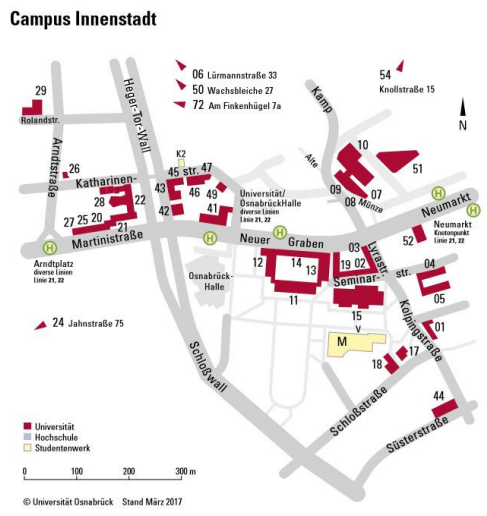 Campus Innenstadt
06 Lürmannstraße 33
50 Wachsbleiche 27
72 Am Finkenhügel 7a
54
Knollstraße 15
29
Rolandstr.
N
Heger-Tor-Wall
Kamp
Arndtstraße
26
K2
Alte
10
51
Katharinen-
45
str.
47
43
46
49
28
22
42
41
09
07
08
Münze
Universität/
OsnabrückHalle
diverse Linien
Linie 21, 22
H
Neumarkt
H
27
25
20
21
Martinistraße
H
Neuer Graben
H
H
52
Neumarkt
Knotenpunkt
Linie 21, 22
Arndtplatz
diverse Linien
Linie 21, 22
Osnabrück-
Halle
12
14
13
11
03
19
02
Lyrastr.
Seminar-
str.
04
05
15
24 Jahnstraße 75
V
M
Kolpingstraße
01
17
18
Schloßwall
Schloßstraße
44
Süsterstraße
Universität
Hochschule
Studentenwerk
0 100 200 300 m
© Universität Osnabrück Stand März 2017